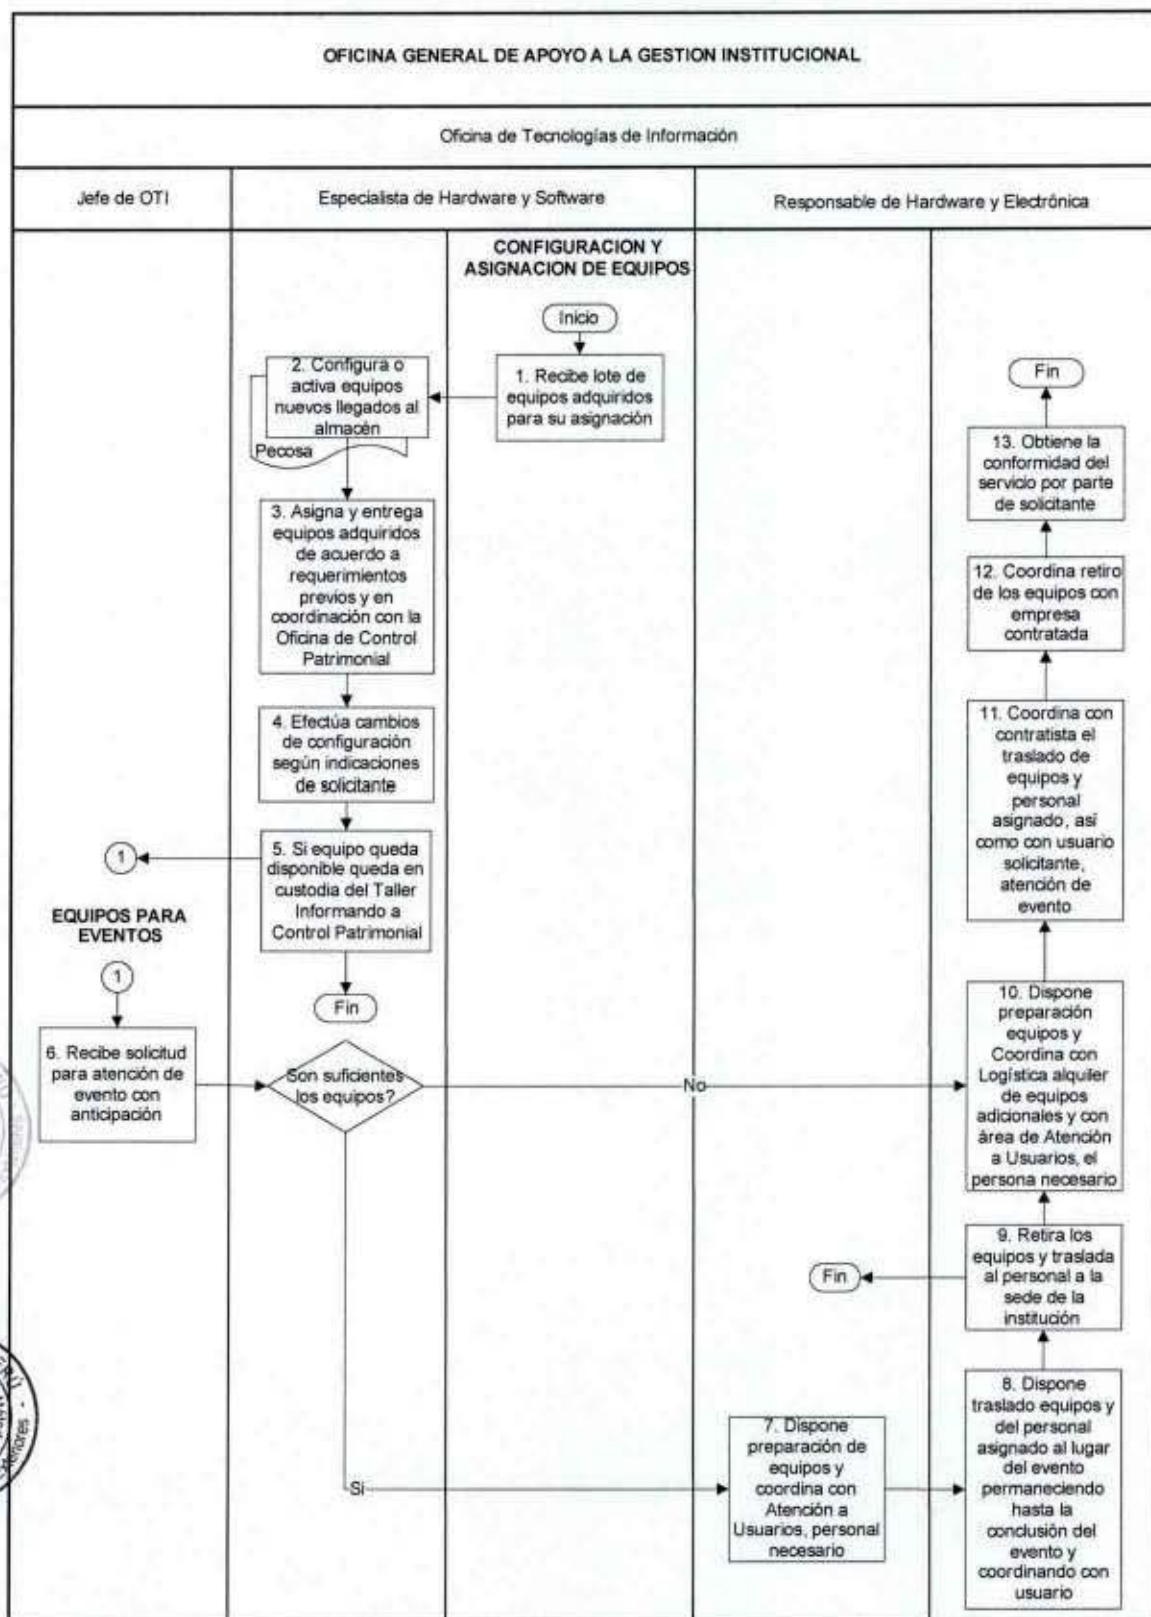 OFICINA GENERAL DE APOYO A LA GESTION INSTITUCIONAL
Oficina de Tecnologías de Información
Jefe de OTI
Especialista de Hardware y Software
Responsable de Hardware y Electrónica
CONFIGURACION Y
ASIGNACION DE EQUIPOS
Inicio
1. Recibe lote de
equipos adquiridos
para su asignación
2. Configura o
activa equipos
nuevos llegados al
almacén
Pecosa
3. Asigna y entrega
equipos adquiridos
de acuerdo a
requerimientos
previos y en
coordinación con la
Oficina de Control
Patrimonial
4. Efectúa cambios
de configuración
según indicaciones
de solicitante
5. Si equipo queda
disponible queda en
custodia del Taller
Informando a
Control Patrimonial
1
Fin
EQUIPOS PARA
EVENTOS
1
6. Recibe solicitud
para atención de
evento con
anticipación
Son suficientes
los equipos?
No
Si
7. Dispone
preparación de
equipos y
coordina con
Atención a
Usuarios, personal
necesario
8. Dispone
traslado equipos y
del personal
asignado al lugar
del evento
permaneciendo
hasta la
conclusión del
evento y
coordinando con
usuario
9. Retira los
equipos y traslada
al personal a la
sede de la
institución
Fin
10. Dispone
preparación
equipos y
Coordina con
Logística alquiler
de equipos
adicionales y con
área de Atención
a Usuarios, el
persona necesario
11. Coordina con
contratista el
traslado de
equipos y
personal
asignado, así
como con usuario
solicitante,
atención de
evento
12. Coordina retiro
de los equipos con
empresa
contratada
13. Obtiene la
conformidad del
servicio por parte
de solicitante
Fin